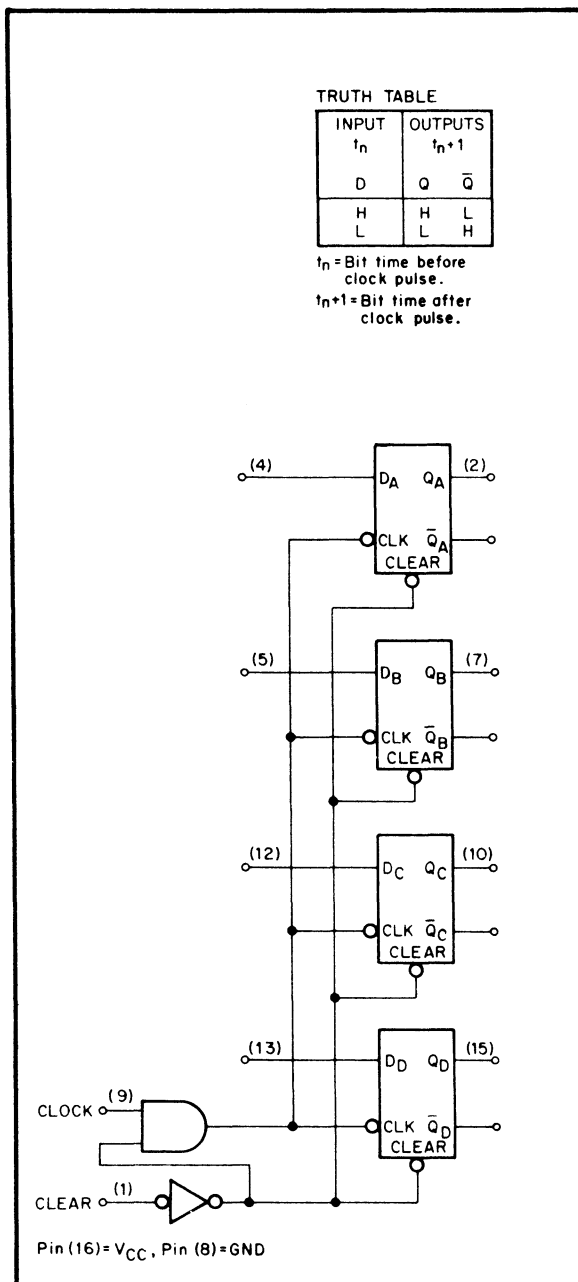 TRUTH TABLE
INPUT OUTPUTS
tn tn+1
D Q Q̅
H H L
L L H
tn = Bit time before
clock pulse.
tn+1 = Bit time after
clock pulse.
(4) DA QA (2)
CLK Q̅A
CLEAR
(5) DB QB (7)
CLK Q̅B
CLEAR
(12) DC QC (10)
CLK Q̅C
CLEAR
(13) DD QD (15)
CLOCK (9)
CLK Q̅D
CLEAR
CLEAR (1)
Pin (16) = VCC, Pin (8) = GND